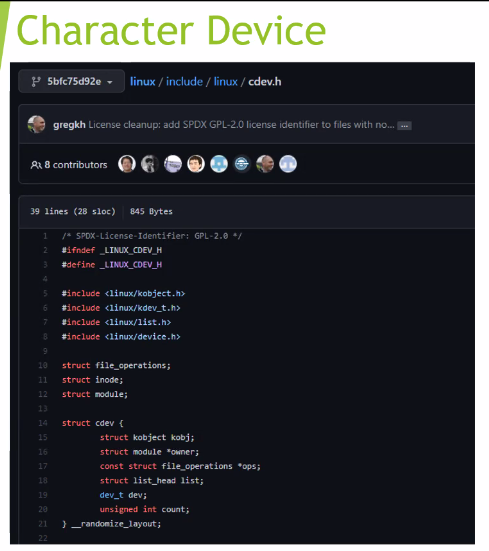 Character Device
5bfc75d92e linux / include / linux / cdev.h
gregkh License cleanup: add SPDX GPL-2.0 license identifier to files with no... ...
8 contributors
39 lines (28 sloc) 845 Bytes
1 /* SPDX-License-Identifier: GPL-2.0 */
2 #ifndef _LINUX_CDEV_H
3 #define _LINUX_CDEV_H
4
5 #include <linux/kobject.h>
6 #include <linux/kdev_t.h>
7 #include <linux/list.h>
8 #include <linux/device.h>
9
10 struct file_operations;
11 struct inode;
12 struct module;
13
14 struct cdev {
15 struct kobject kobj;
16 struct module *owner;
17 const struct file_operations *ops;
18 struct list_head list;
19 dev_t dev;
20 unsigned int count;
21 } __randomize_layout;
22